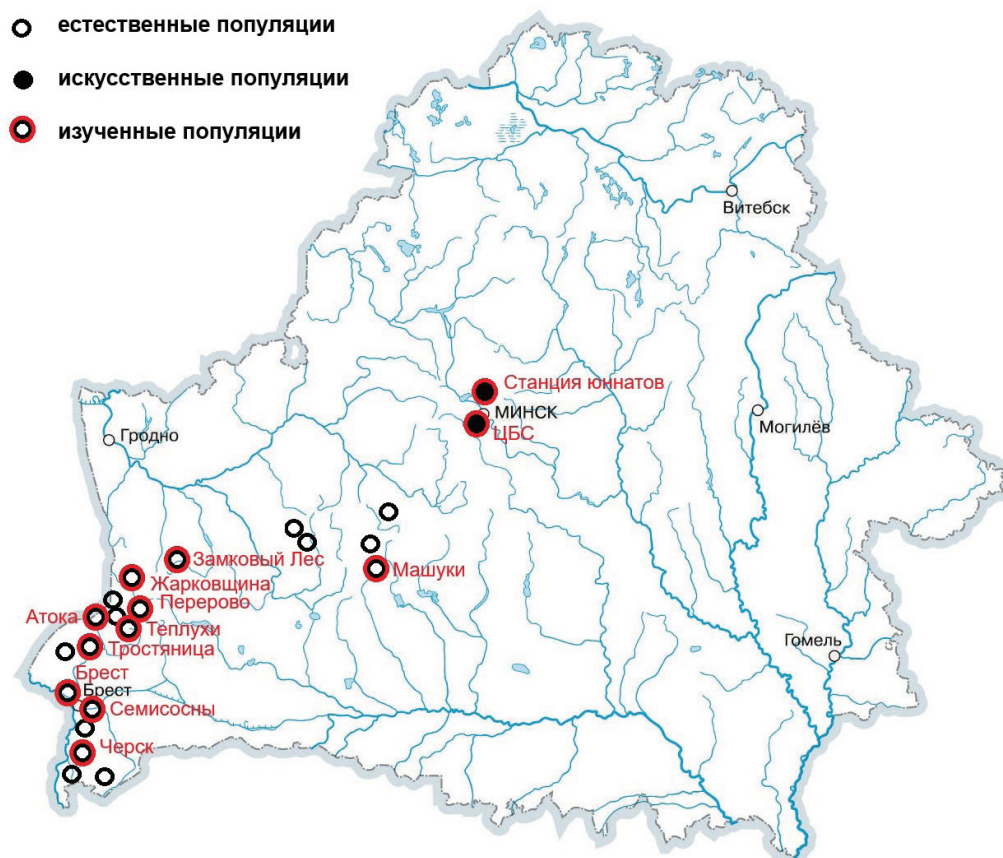 естественные популяции
искусственные популяции
изученные популяции
Витебск
Станция юннатов
МИНСК
ЦБС
Могилёв
Гродно
Замковый Лес
Машуки
Жарковщина
Перерово
Атока
Теплухи
Тростяница
Гомель
Брест
Брест
Семисосны
Черск